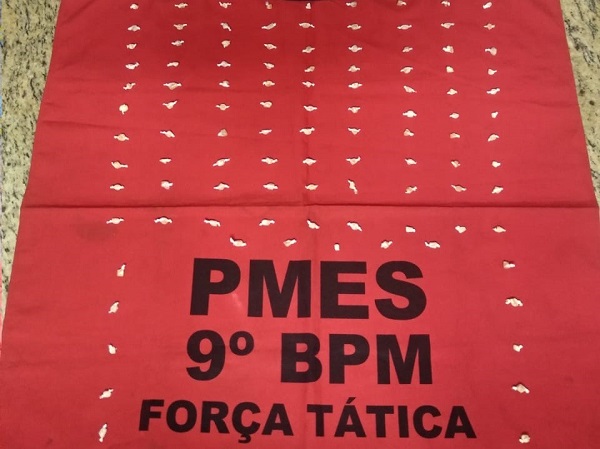 PMES
9º BPM
FORÇA TÁTICA